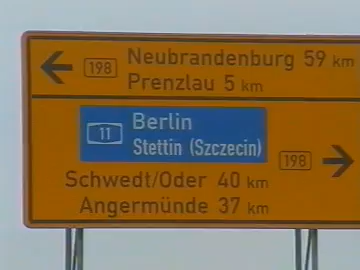 198 Neubrandenburg 59 km
Prenzlau 5 km
11 Berlin
Stettin (Szczecin)
198
Schwedt/Oder 40 km
Angermünde 37 km